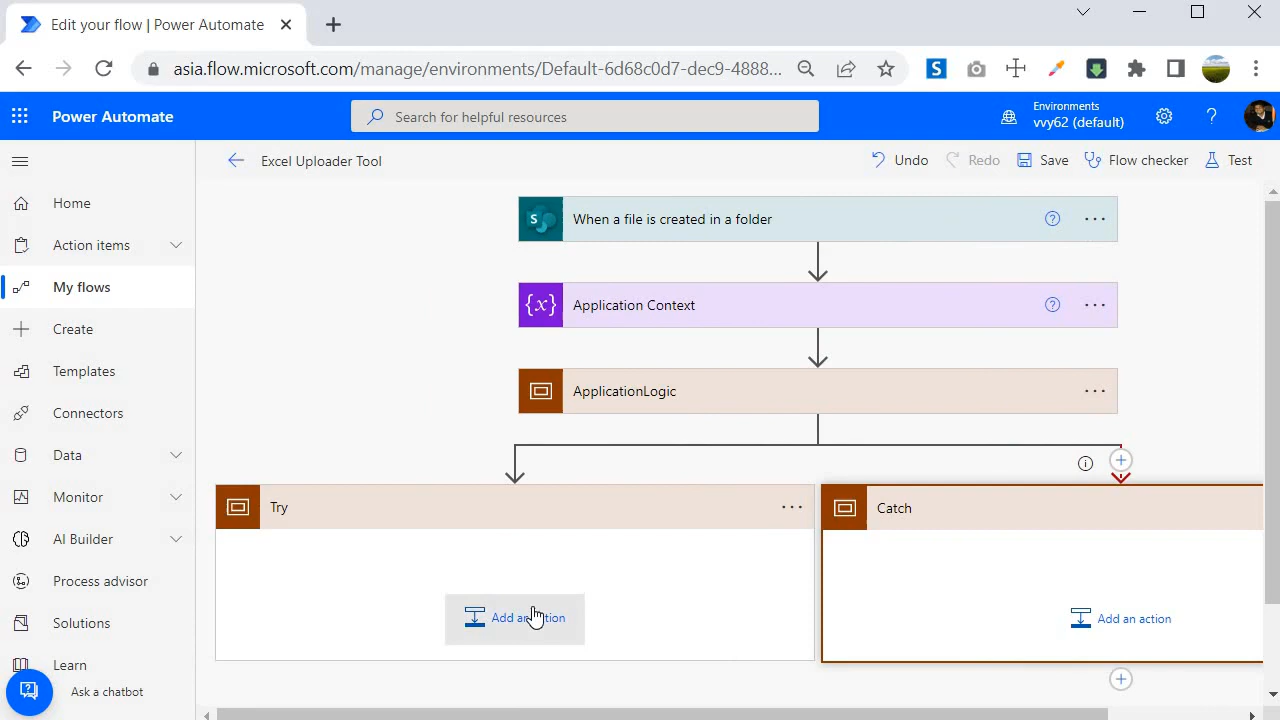 Edit your flow | Power Automate
asia.flow.microsoft.com/manage/environments/Default-6d68c0d7-dec9-4888...
S
Power Automate
Search for helpful resources
Environments
vvy62 (default)
Excel Uploader Tool
Undo
Redo
Save
Flow checker
Test
Home
Action items
My flows
Create
Templates
Connectors
Data
Monitor
AI Builder
Process advisor
Solutions
Learn
Ask a chatbot
S
When a file is created in a folder
{x}
Application Context
ApplicationLogic
Try
Add an action
Catch
Add an action